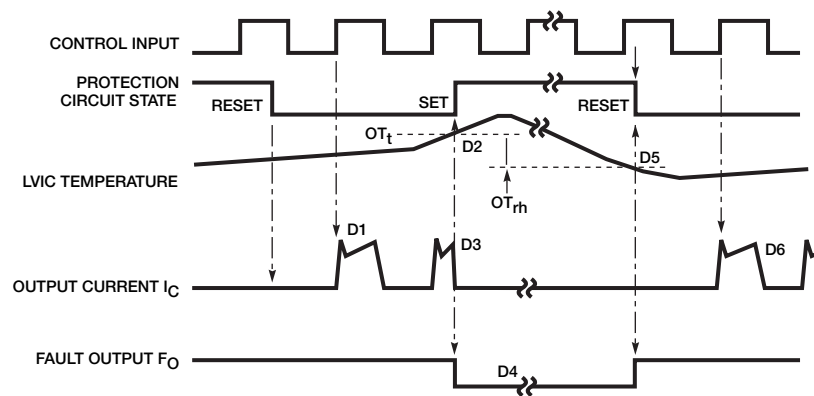 CONTROL INPUT
PROTECTION
CIRCUIT STATE
RESET
SET
RESET
OTt
D2
D5
LVIC TEMPERATURE
OTrh
D1
D3
D6
OUTPUT CURRENT IC
FAULT OUTPUT FO
D4